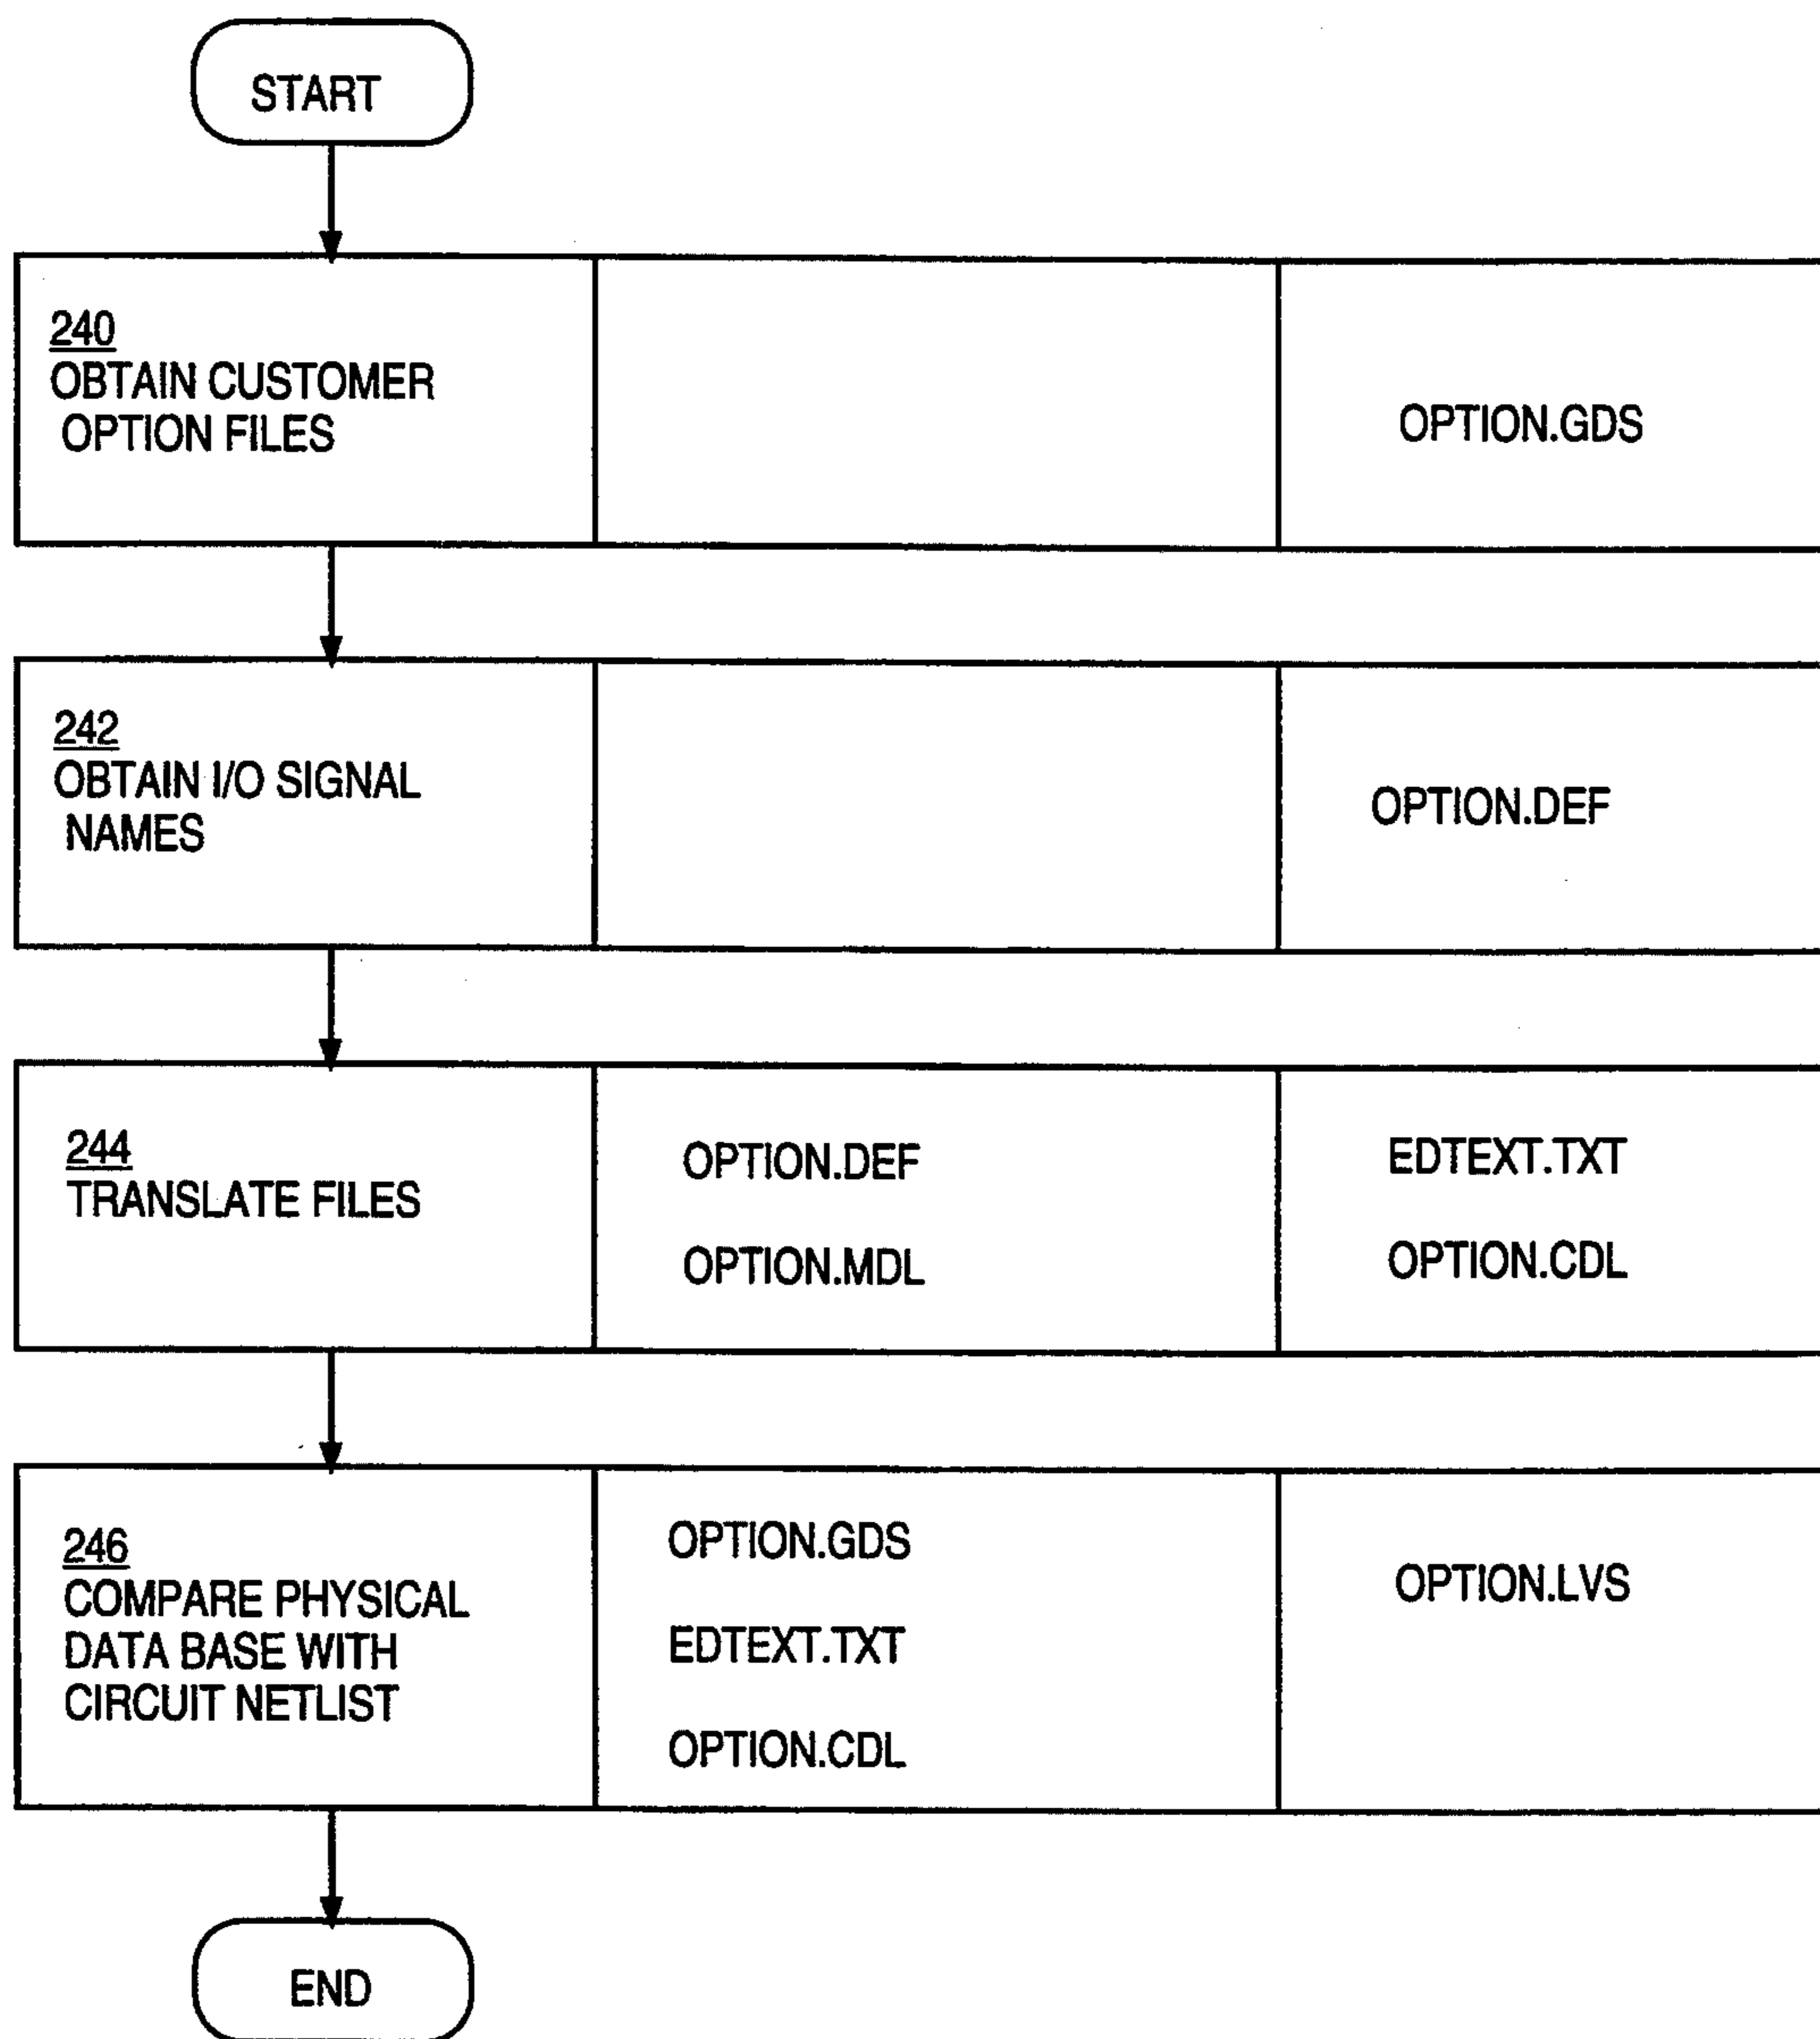 START
240
OBTAIN CUSTOMER
OPTION FILES
OPTION.GDS
242
OBTAIN I/O SIGNAL
NAMES
OPTION.DEF
244
TRANSLATE FILES
OPTION.DEF
OPTION.MDL
EDTEXT.TXT
OPTION.CDL
246
COMPARE PHYSICAL
DATA BASE WITH
CIRCUIT NETLIST
OPTION.GDS
EDTEXT.TXT
OPTION.CDL
OPTION.LVS
END